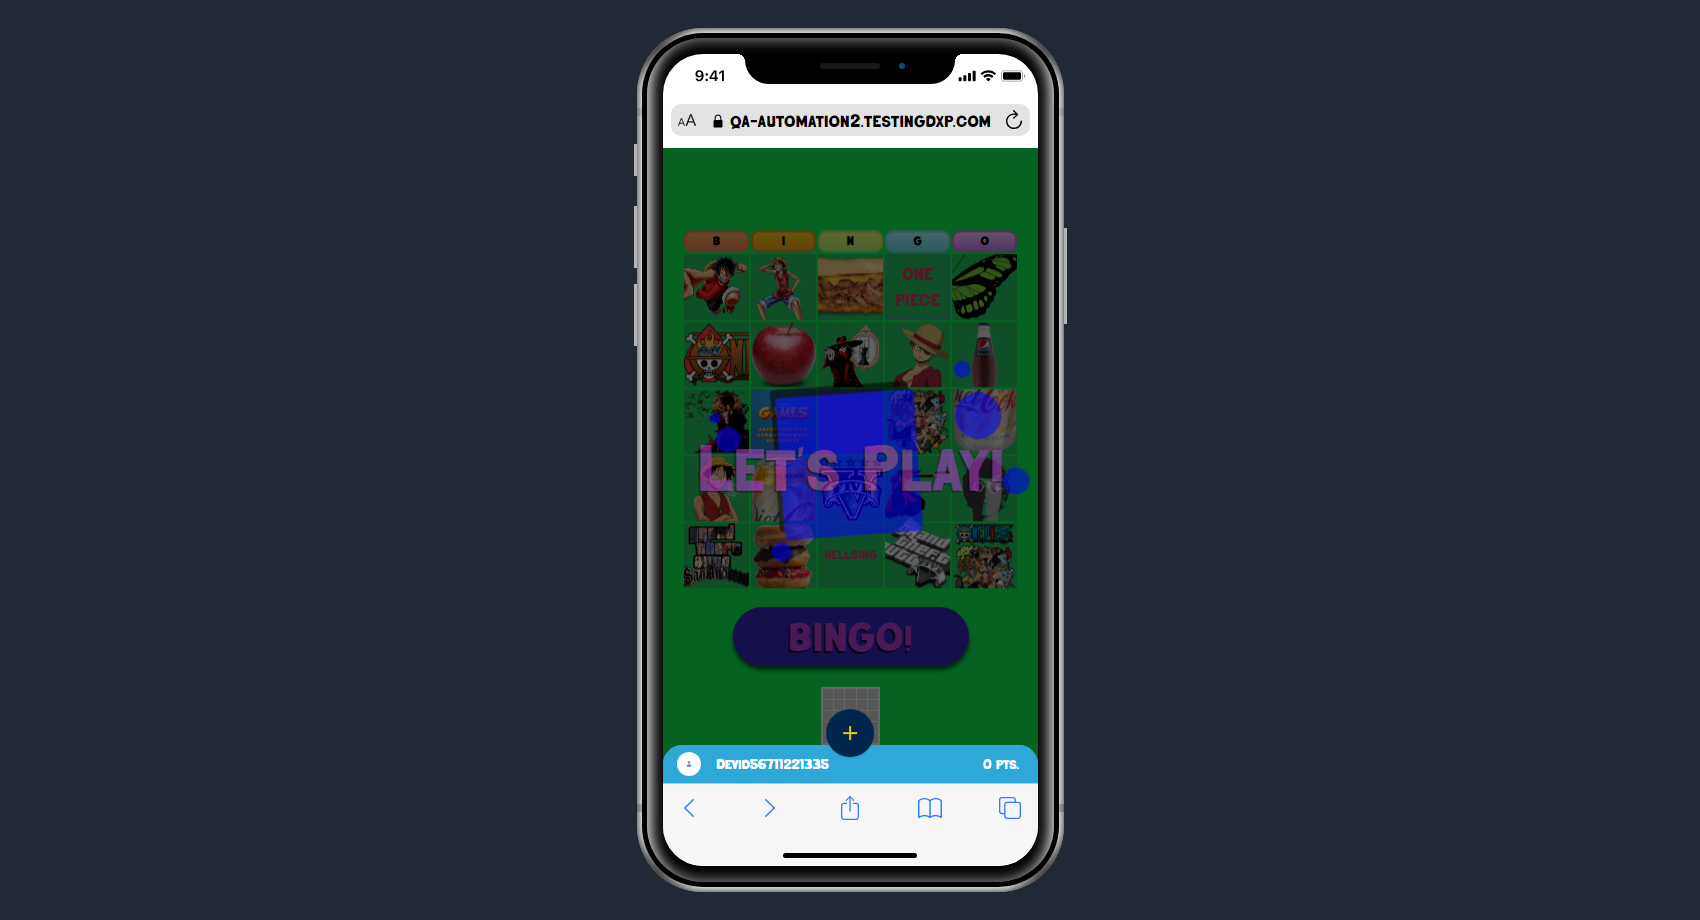 9:41
AA QA-AUTOMATION2.TESTINGDXP.COM
B I N G O
ONE
PIECE
GAMES
LET'S PLAY!
HELLSING
BINGO!
+
DEVID56711221335 0 PTS.